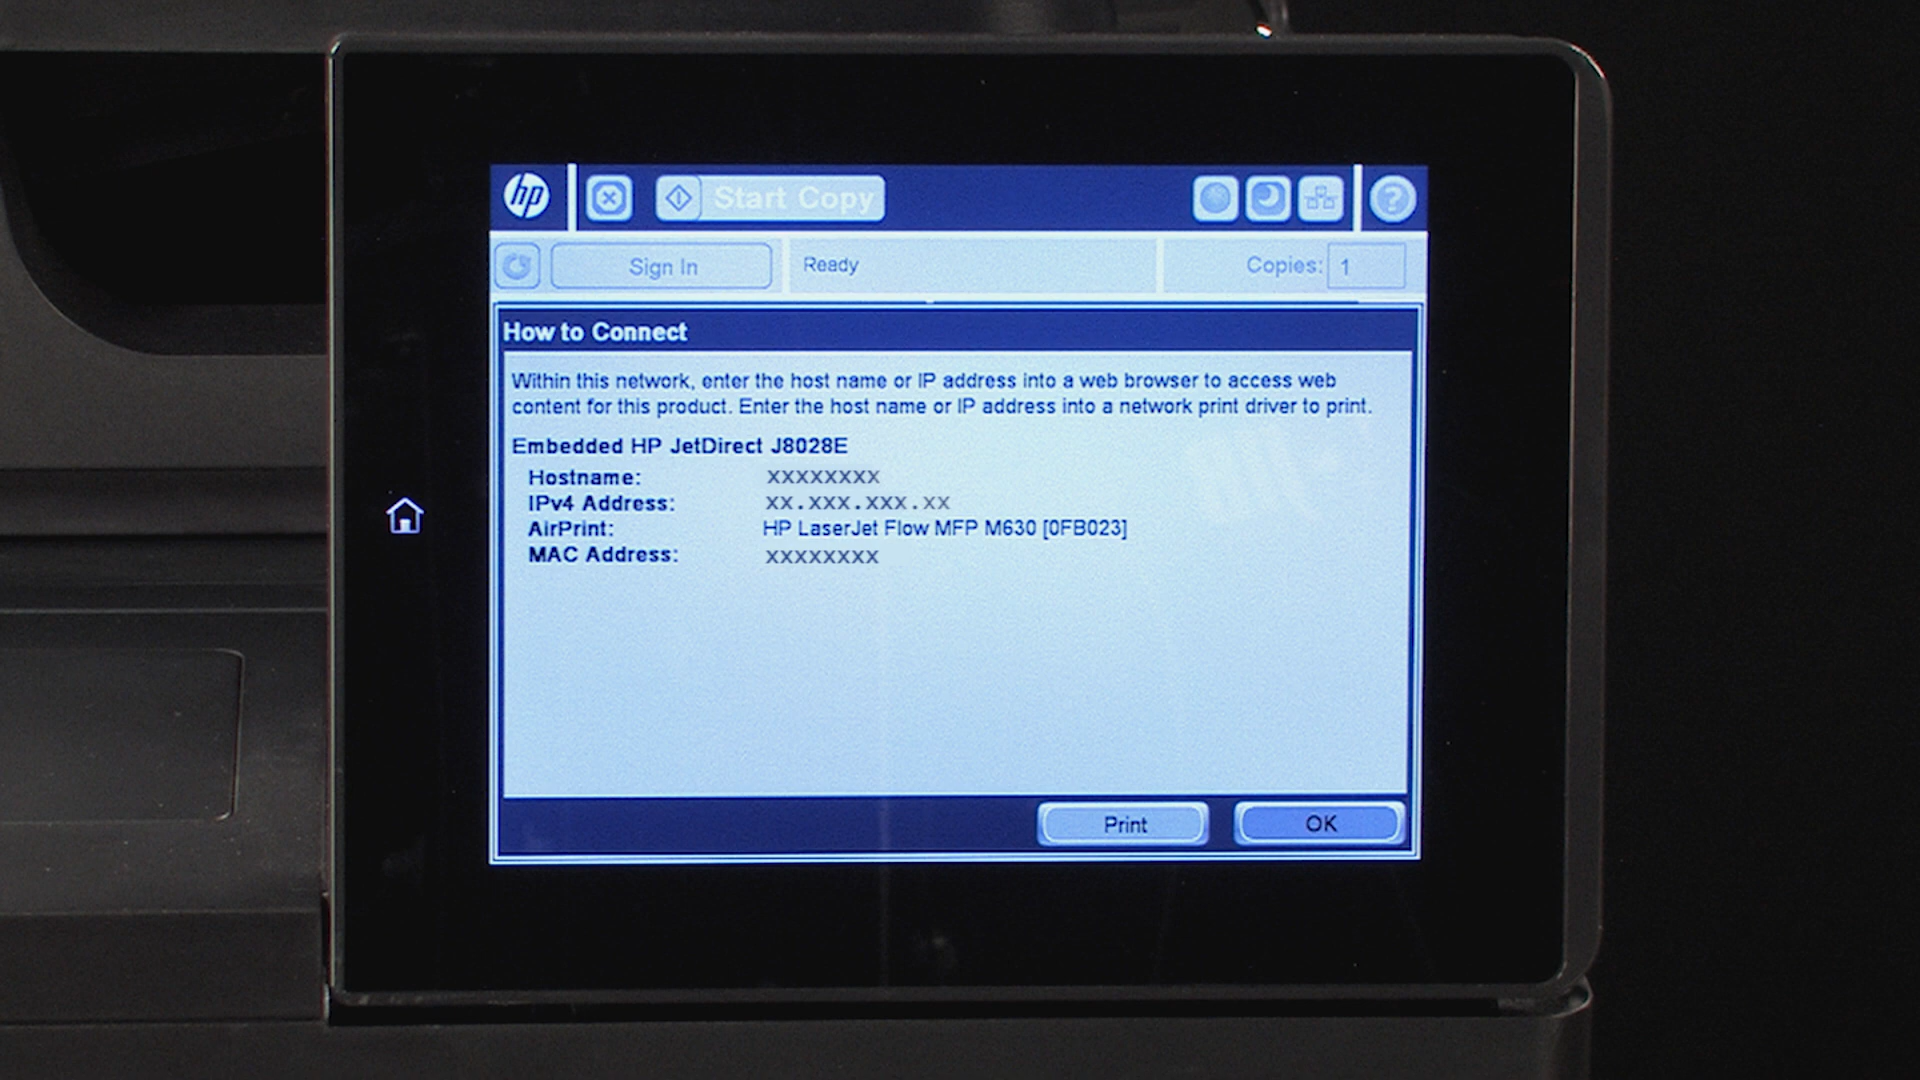 hp
Start Copy
?
Sign In
Ready
Copies: 1
How to Connect
Within this network, enter the host name or IP address into a web browser to access web
content for this product. Enter the host name or IP address into a network print driver to print.
Embedded HP JetDirect J8028E
Hostname: XXXXXXXX
IPv4 Address: XX.XXX.XXX.XX
AirPrint: HP LaserJet Flow MFP M630 [0FB023]
MAC Address: XXXXXXXX
Print
OK